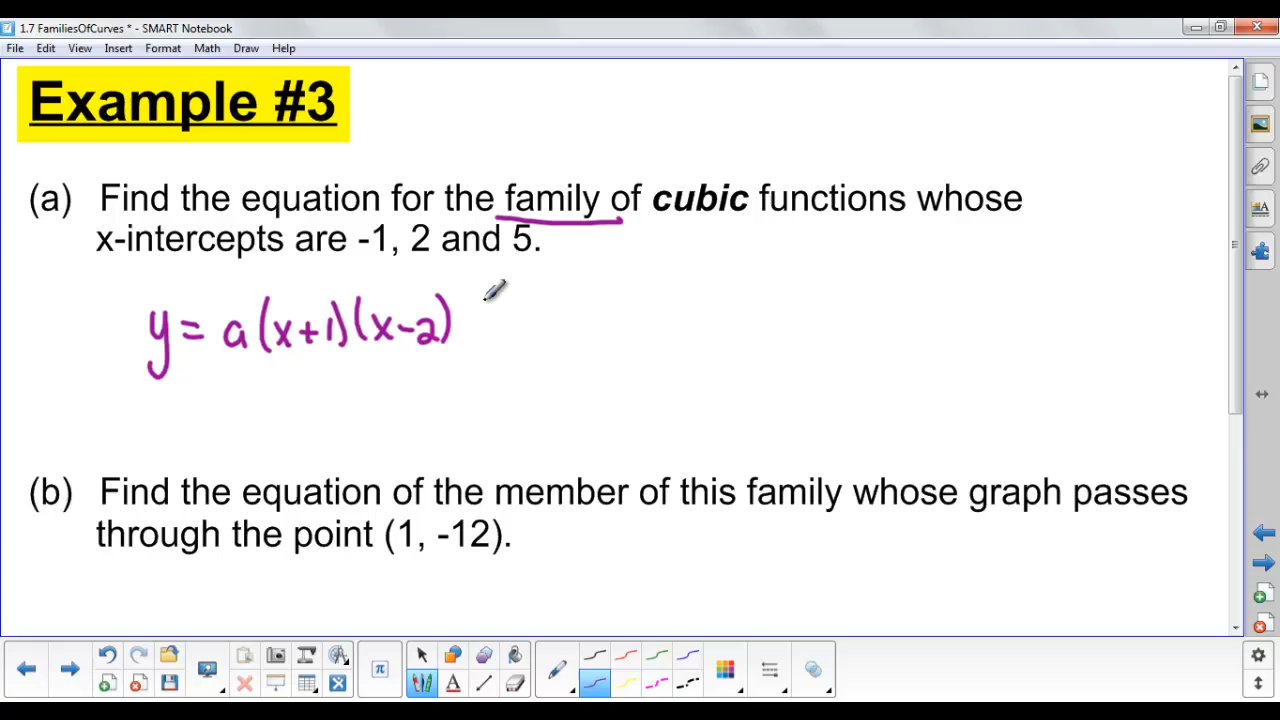 1.7 FamiliesOfCurves * - SMART Notebook
File Edit View Insert Format Math Draw Help
Example #3
(a) Find the equation for the family of cubic functions whose
x-intercepts are -1, 2 and 5.
y = a(x+1)(x-2)
(b) Find the equation of the member of this family whose graph passes
through the point (1, -12).